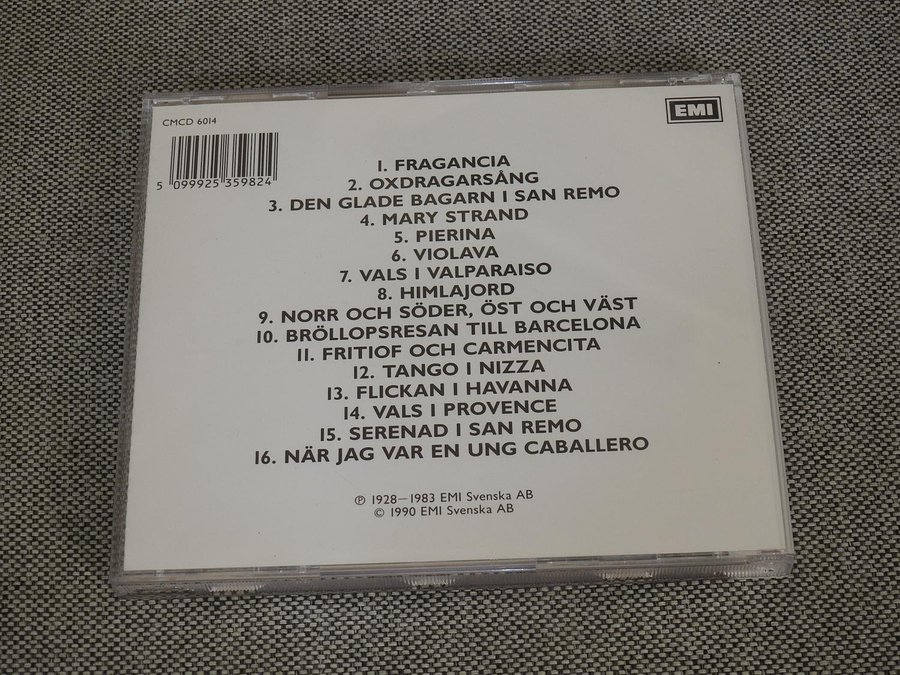 CMCD 6014
EMI
5 099925 359824
1. FRAGANCIA
2. OXDRAGARSÅNG
3. DEN GLADE BAGARN I SAN REMO
4. MARY STRAND
5. PIERINA
6. VIOLAVA
7. VALS I VALPARAISO
8. HIMLAJORD
9. NORR OCH SÖDER, ÖST OCH VÄST
10. BRÖLLOPSRESAN TILL BARCELONA
11. FRITIOF OCH CARMENCITA
12. TANGO I NIZZA
13. FLICKAN I HAVANNA
14. VALS I PROVENCE
15. SERENAD I SAN REMO
16. NÄR JAG VAR EN UNG CABALLERO
℗ 1928—1983 EMI Svenska AB
© 1990 EMI Svenska AB